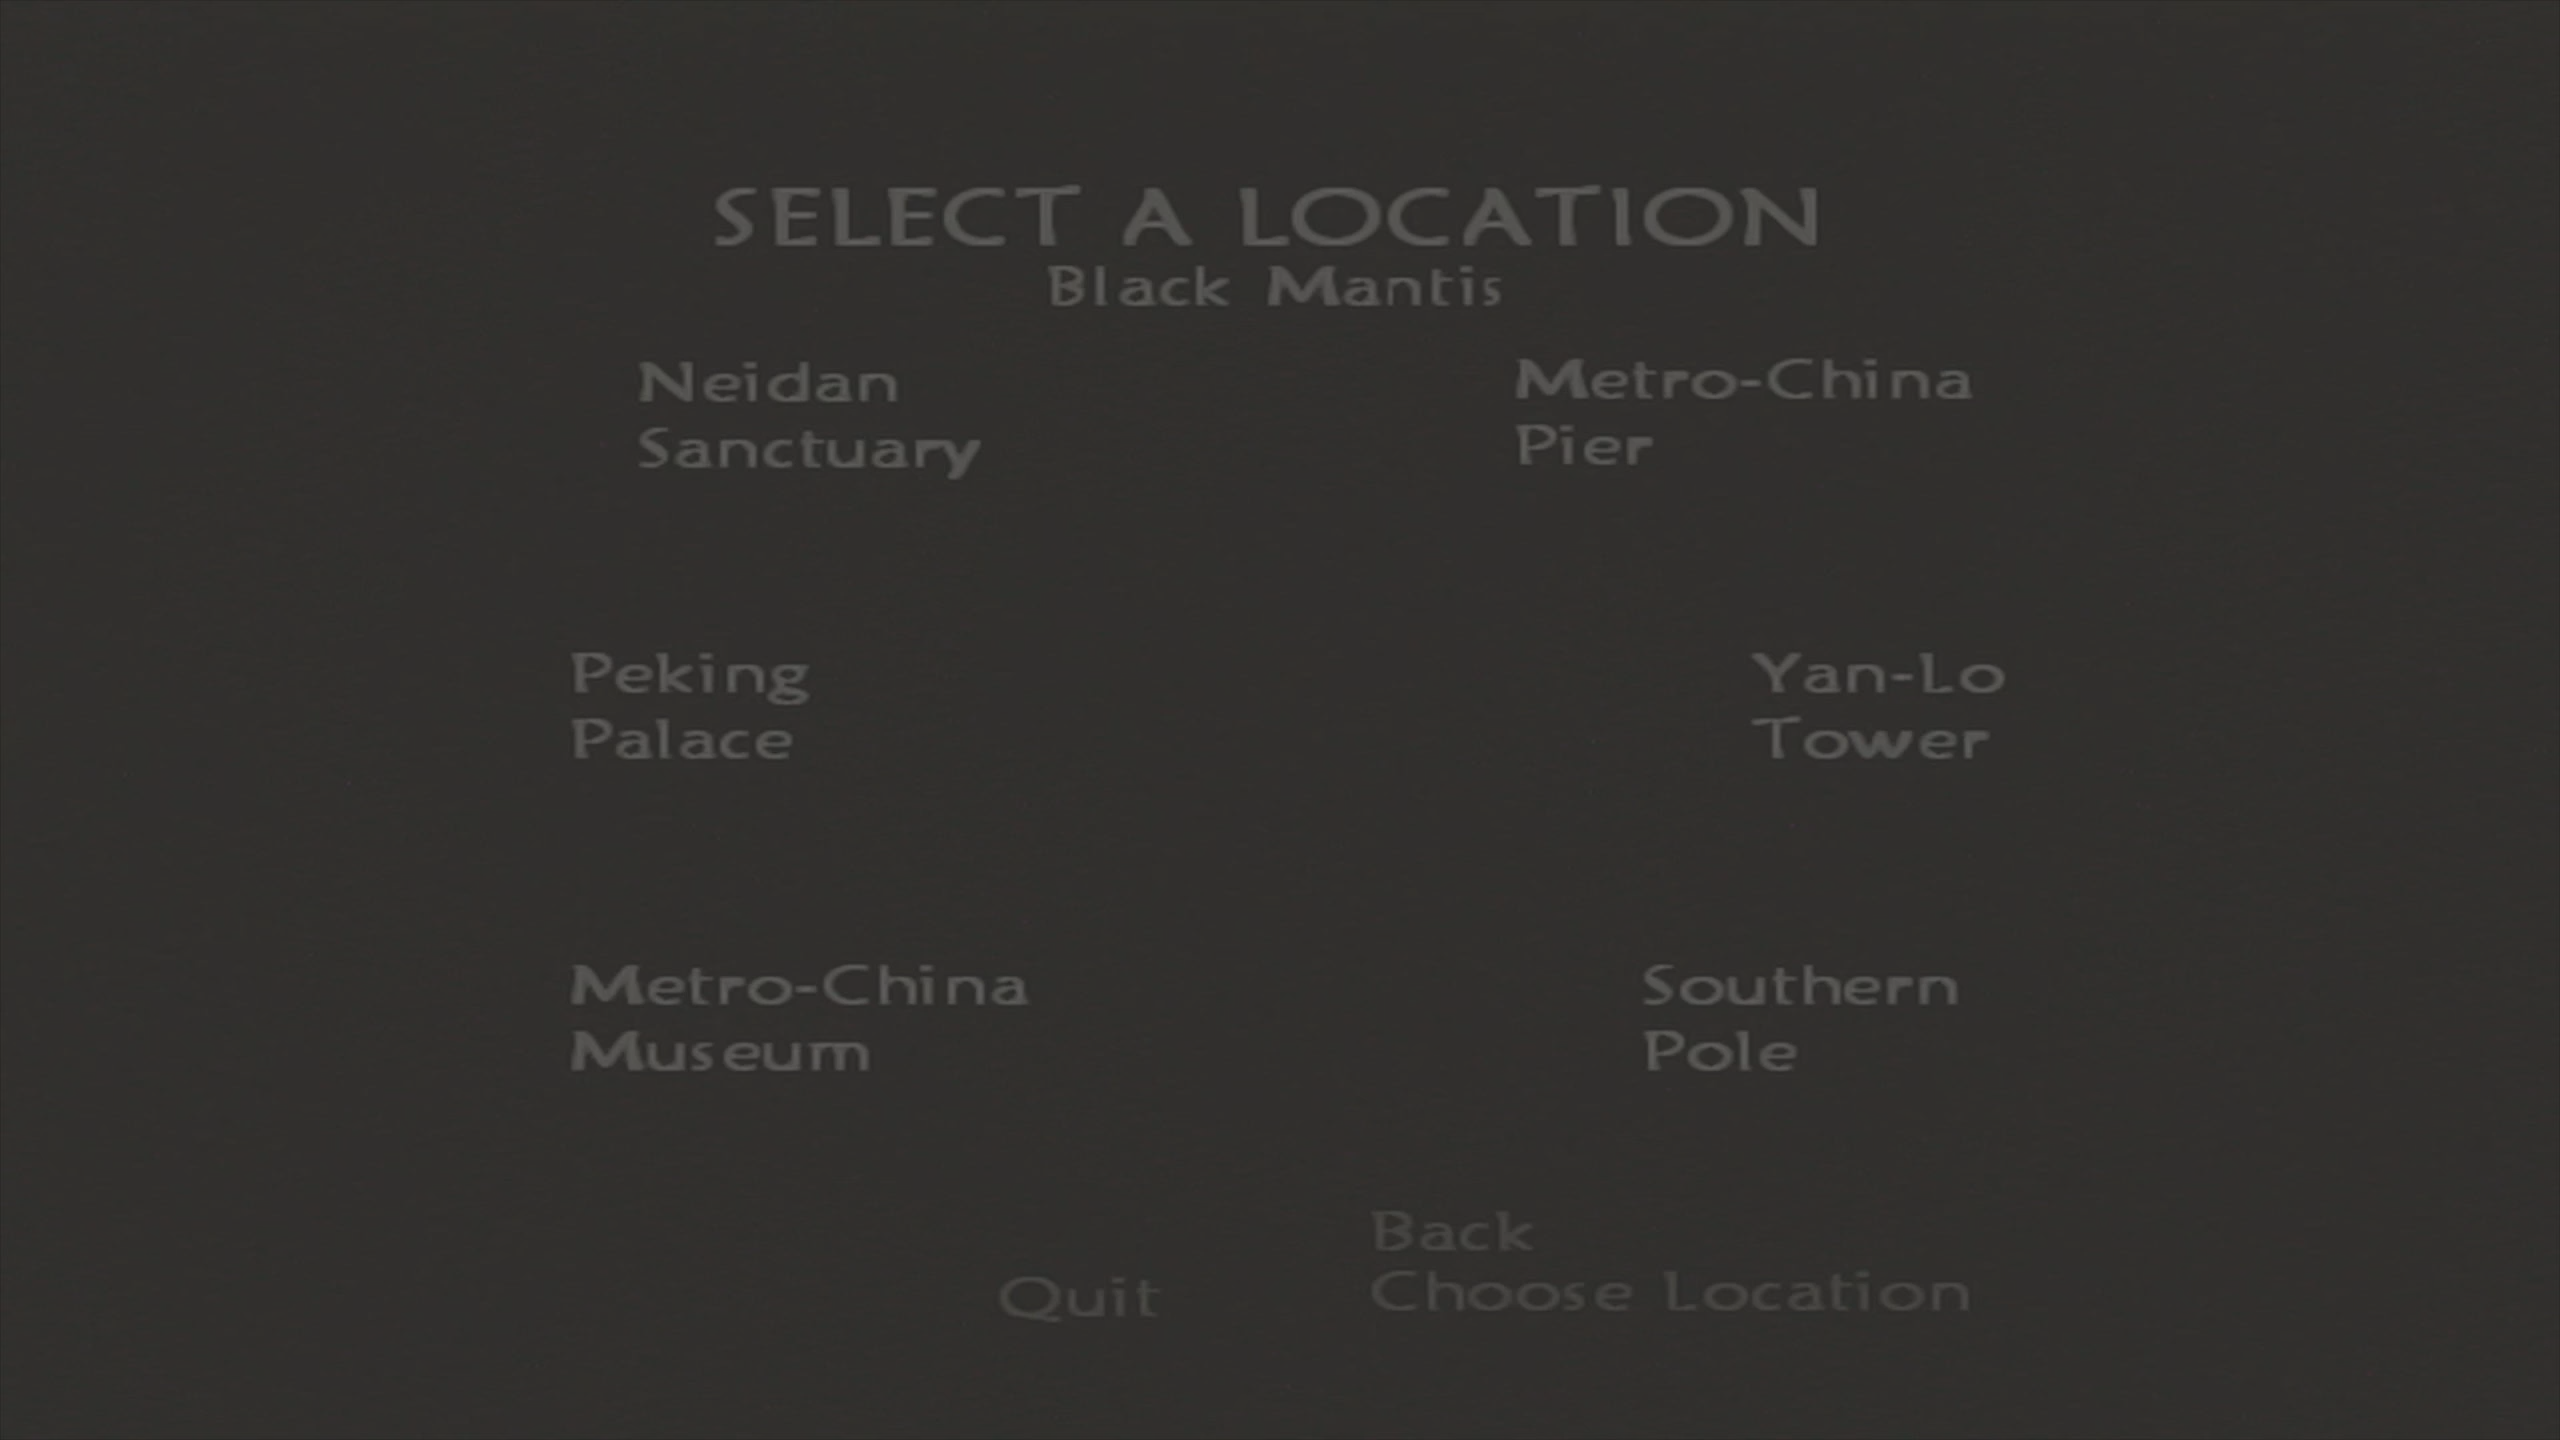 SELECT A LOCATION
Black Mantis
Neidan
Sanctuary
Metro-China
Pier
Peking
Palace
Yan-Lo
Tower
Metro-China
Museum
Southern
Pole
Back
Quit
Choose Location